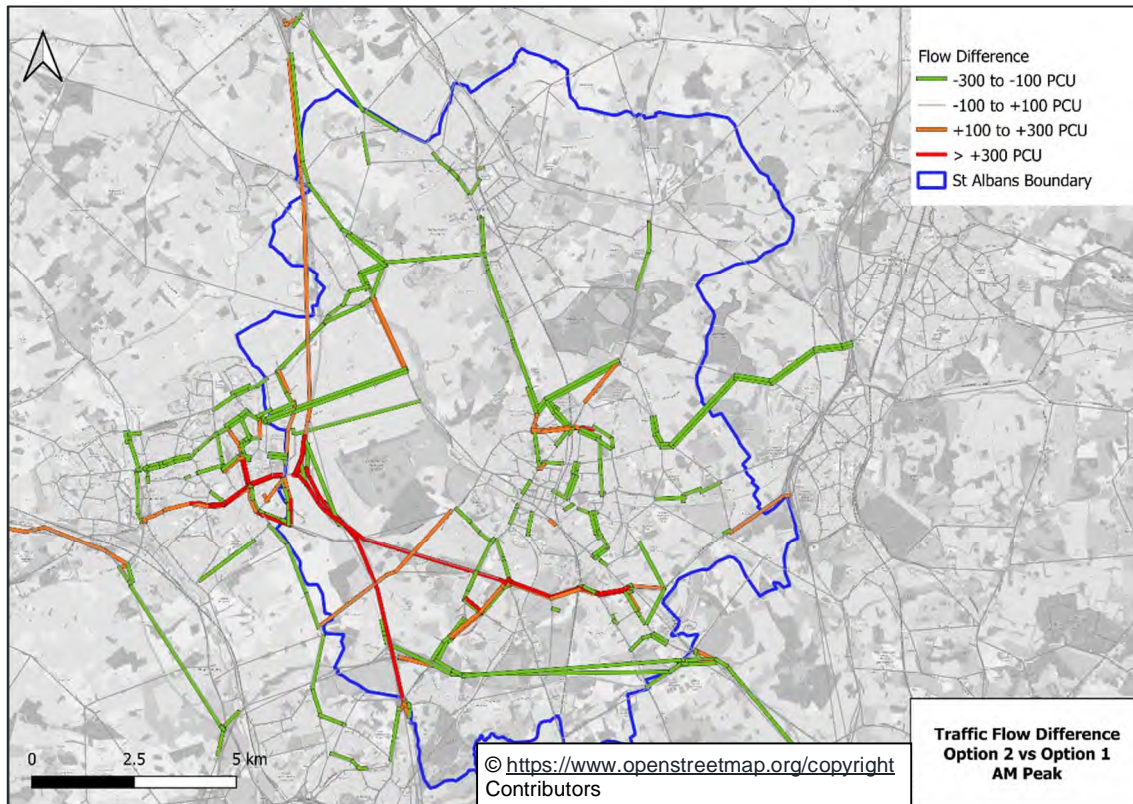 Flow Difference
-300 to -100 PCU
-100 to +100 PCU
+100 to +300 PCU
> +300 PCU
St Albans Boundary
0 2.5 5 km
© https://www.openstreetmap.org/copyright
Contributors
Traffic Flow Difference
Option 2 vs Option 1
AM Peak